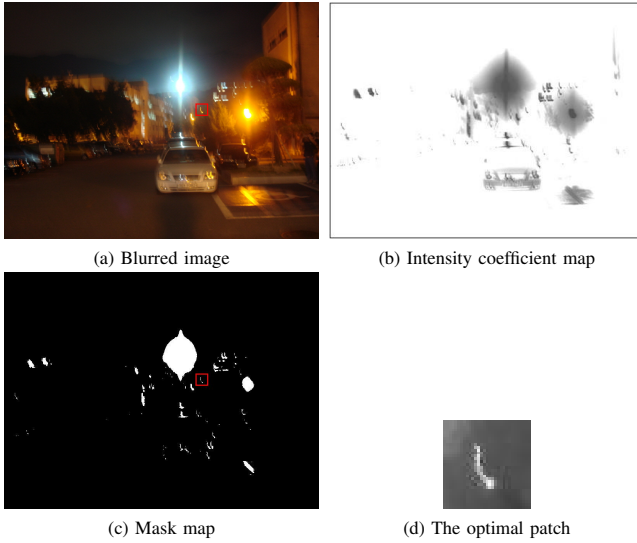 (a) Blurred image
(b) Intensity coefficient map
(c) Mask map
(d) The optimal patch